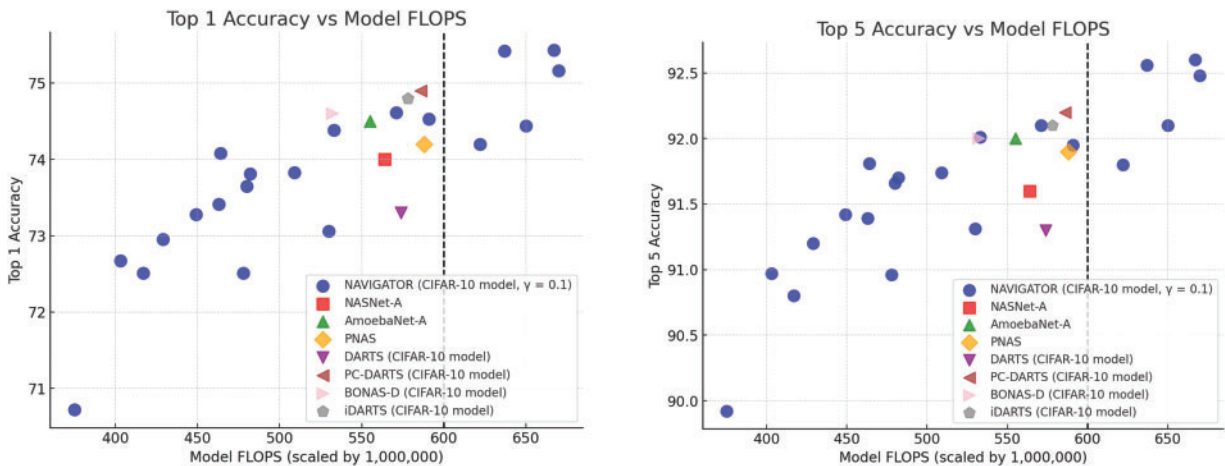 Top 1 Accuracy vs Model FLOPS
75
74
73
72
71
Top 1 Accuracy
NAVIGATOR (CIFAR-10 model, γ = 0.1)
NASNet-A
AmoebaNet-A
PNAS
DARTS (CIFAR-10 model)
PC-DARTS (CIFAR-10 model)
BONAS-D (CIFAR-10 model)
iDARTS (CIFAR-10 model)
400 450 500 550 600 650
Model FLOPS (scaled by 1,000,000)
Top 5 Accuracy vs Model FLOPS
92.5
92.0
91.5
91.0
90.5
90.0
Top 5 Accuracy
NAVIGATOR (CIFAR-10 model, γ = 0.1)
NASNet-A
AmoebaNet-A
PNAS
DARTS (CIFAR-10 model)
PC-DARTS (CIFAR-10 model)
BONAS-D (CIFAR-10 model)
iDARTS (CIFAR-10 model)
400 450 500 550 600 650
Model FLOPS (scaled by 1,000,000)